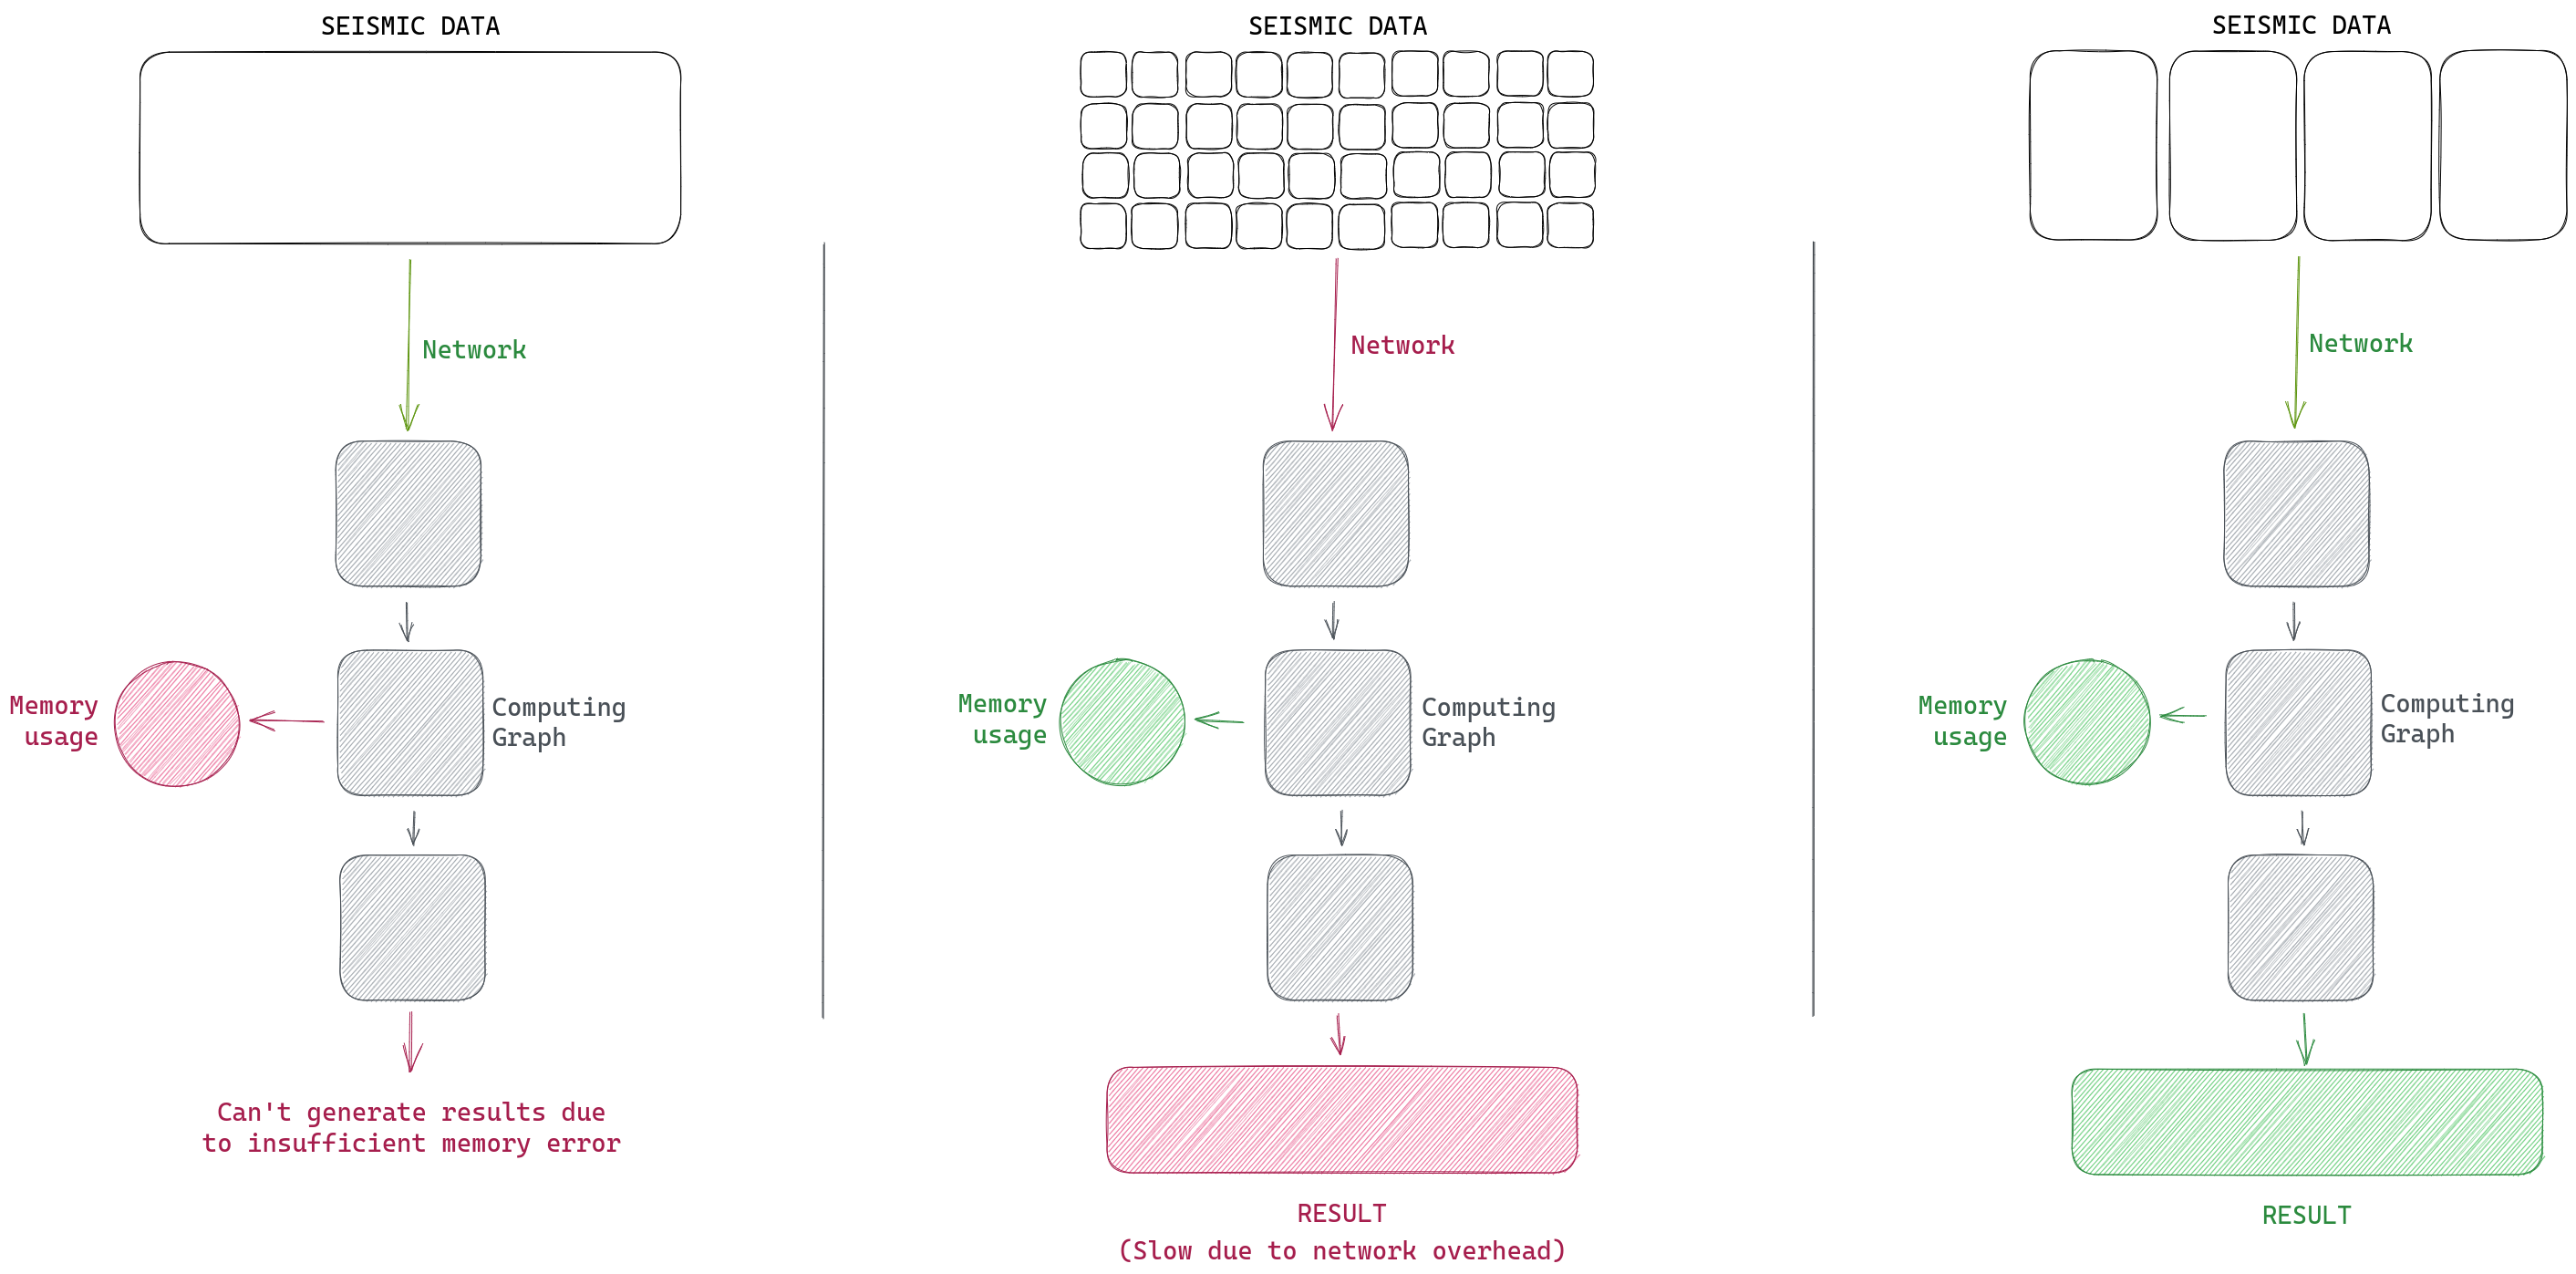 SEISMIC DATA
Network
Memory
usage
Computing
Graph
Can't generate results due
to insufficient memory error
SEISMIC DATA
Network
Memory
usage
Computing
Graph
RESULT
(Slow due to network overhead)
SEISMIC DATA
Network
Memory
usage
Computing
Graph
RESULT